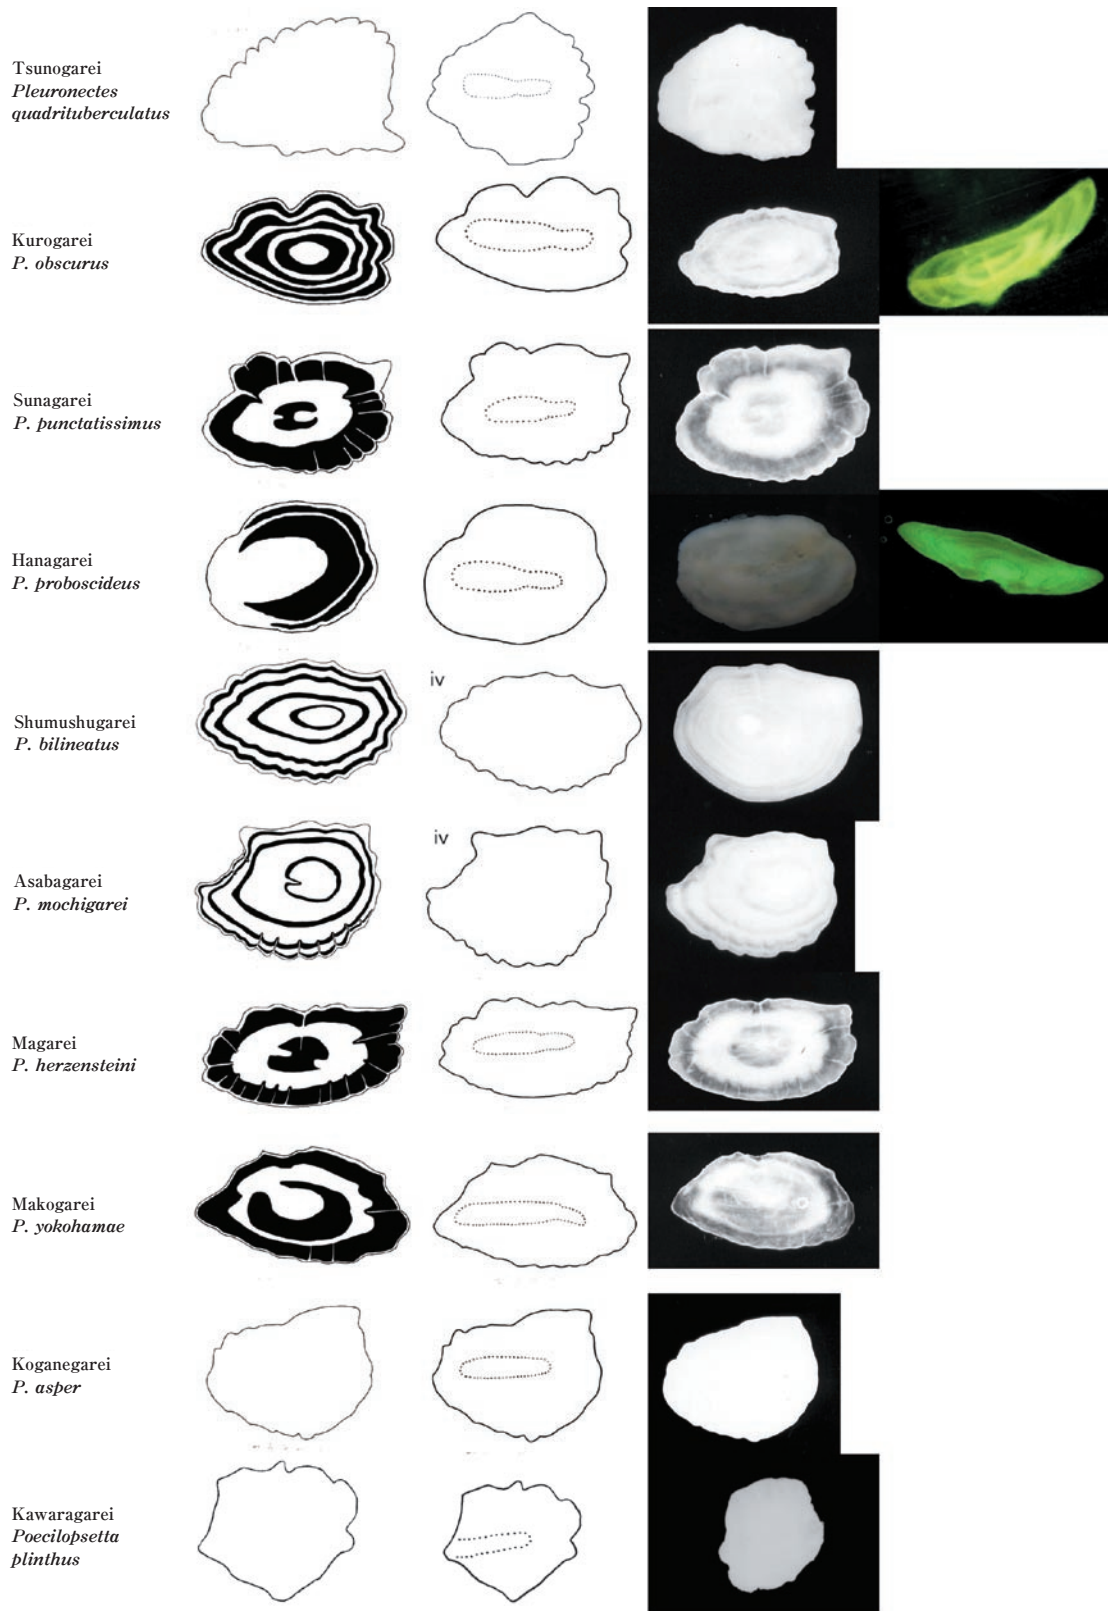 Tsunogarei
Pleuronectes
quadrituberculatus
Kurogarei
P. obscurus
Sunagarei
P. punctatissimus
Hanagarei
P. proboscideus
Shumushugarei
P. bilineatus
iv
Asabagarei
P. mochigarei
iv
Magarei
P. herzensteini
Makogarei
P. yokohamae
Koganegarei
P. asper
Kawaragarei
Poecilopsetta
plinthus